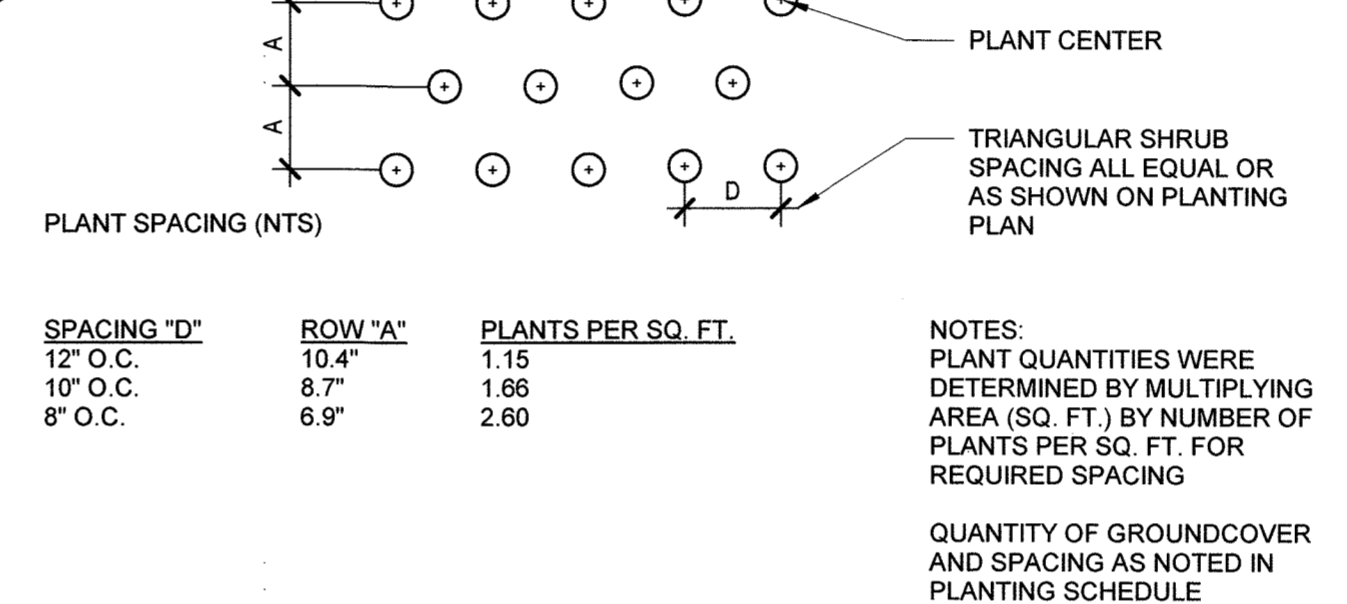 A
PLANT CENTER
A
TRIANGULAR SHRUB
SPACING ALL EQUAL OR
AS SHOWN ON PLANTING
PLAN
D
PLANT SPACING (NTS)
SPACING "D" ROW "A" PLANTS PER SQ. FT.
12" O.C. 10.4" 1.15
10" O.C. 8.7" 1.66
8" O.C. 6.9" 2.60
NOTES:
PLANT QUANTITIES WERE
DETERMINED BY MULTIPLYING
AREA (SQ. FT.) BY NUMBER OF
PLANTS PER SQ. FT. FOR
REQUIRED SPACING
QUANTITY OF GROUNDCOVER
AND SPACING AS NOTED IN
PLANTING SCHEDULE